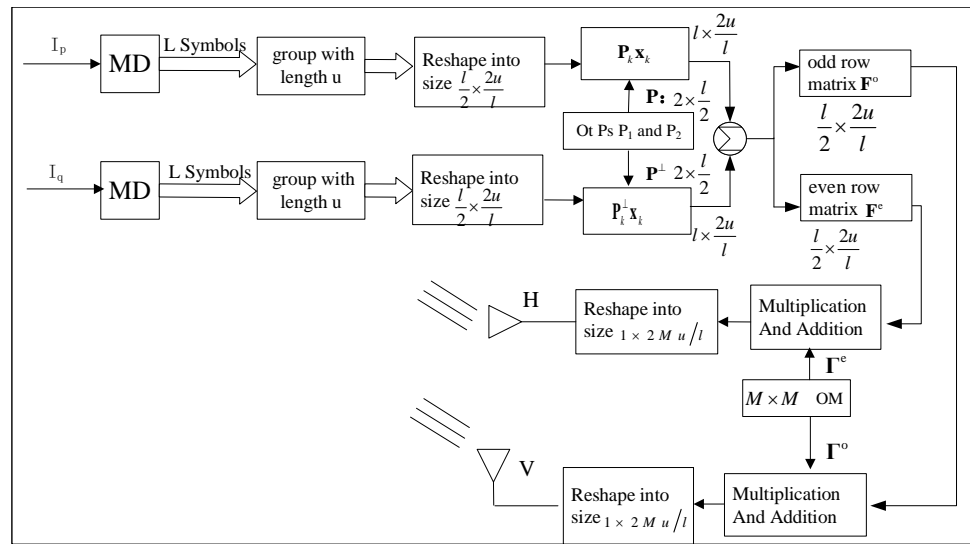 I_p
MD
L Symbols
group with
length u
Reshape into
size l/2 × 2u/l
P_k x_k
l × 2u/l
P: 2 × l/2
odd row
matrix F^o
l/2 × 2u/l
Ot Ps P_1 and P_2
Σ
I_q
MD
L Symbols
group with
length u
Reshape into
size l/2 × 2u/l
P^⊥ 2 × l/2
P_k^⊥ x_k
l × 2u/l
even row
matrix F^e
l/2 × 2u/l
H
Reshape into
size 1 × 2 M u/l
Multiplication
And Addition
Γ^e
M × M OM
Γ^o
V
Reshape into
size 1 × 2 M u/l
Multiplication
And Addition